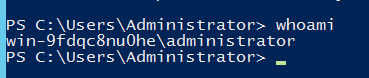 PS C:\Users\Administrator> whoami
win-9fdqc8nu0he\administrator
PS C:\Users\Administrator>